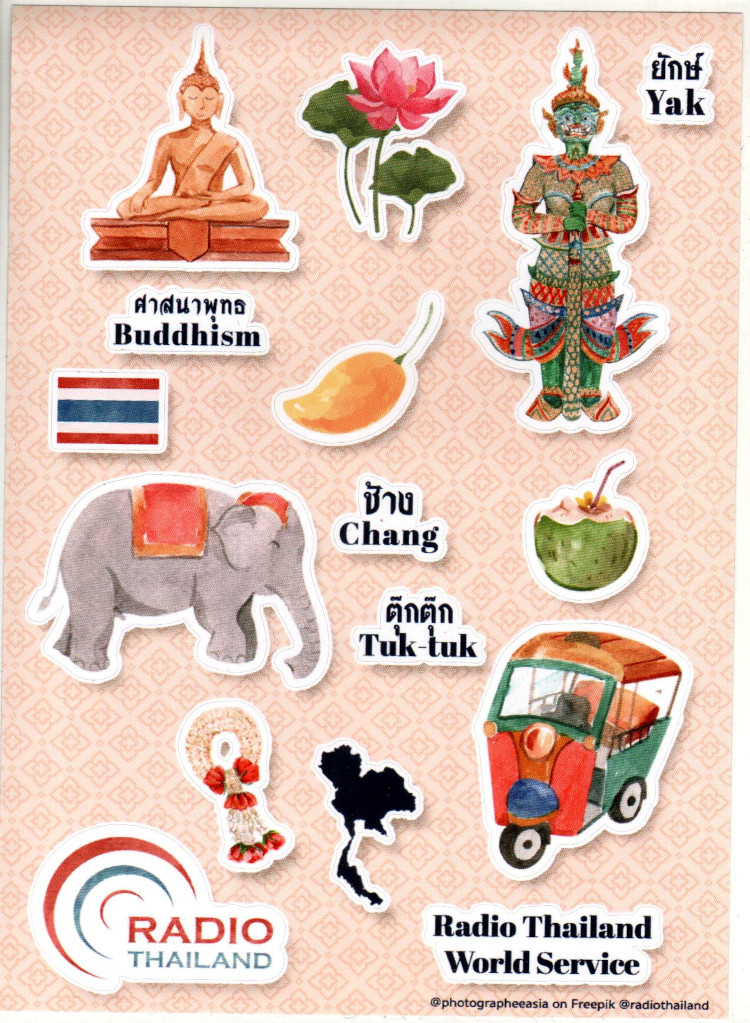 ยักษ์
Yak
ศาสนาพุทธ
Buddhism
ช้าง
Chang
ตุ๊กตุ๊ก
Tuk-tuk
RADIO
THAILAND
Radio Thailand
World Service
@photographeeasia on Freepik @radiothailand